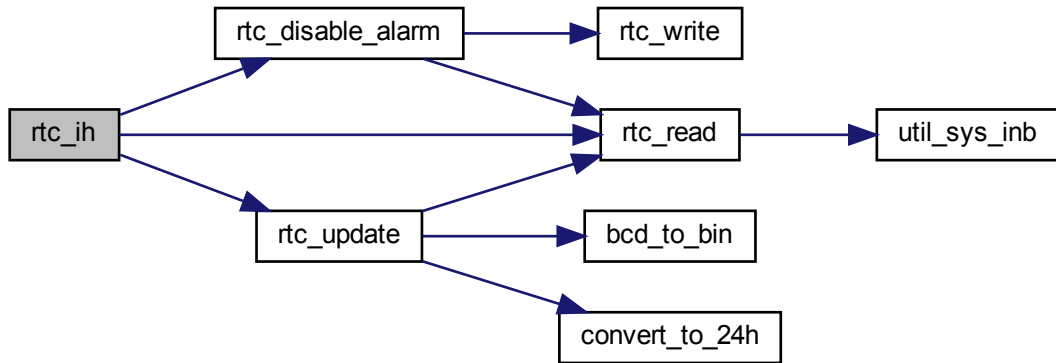 rtc_disable_alarm
rtc_write
rtc_ih
rtc_read
util_sys_inb
rtc_update
bcd_to_bin
convert_to_24h